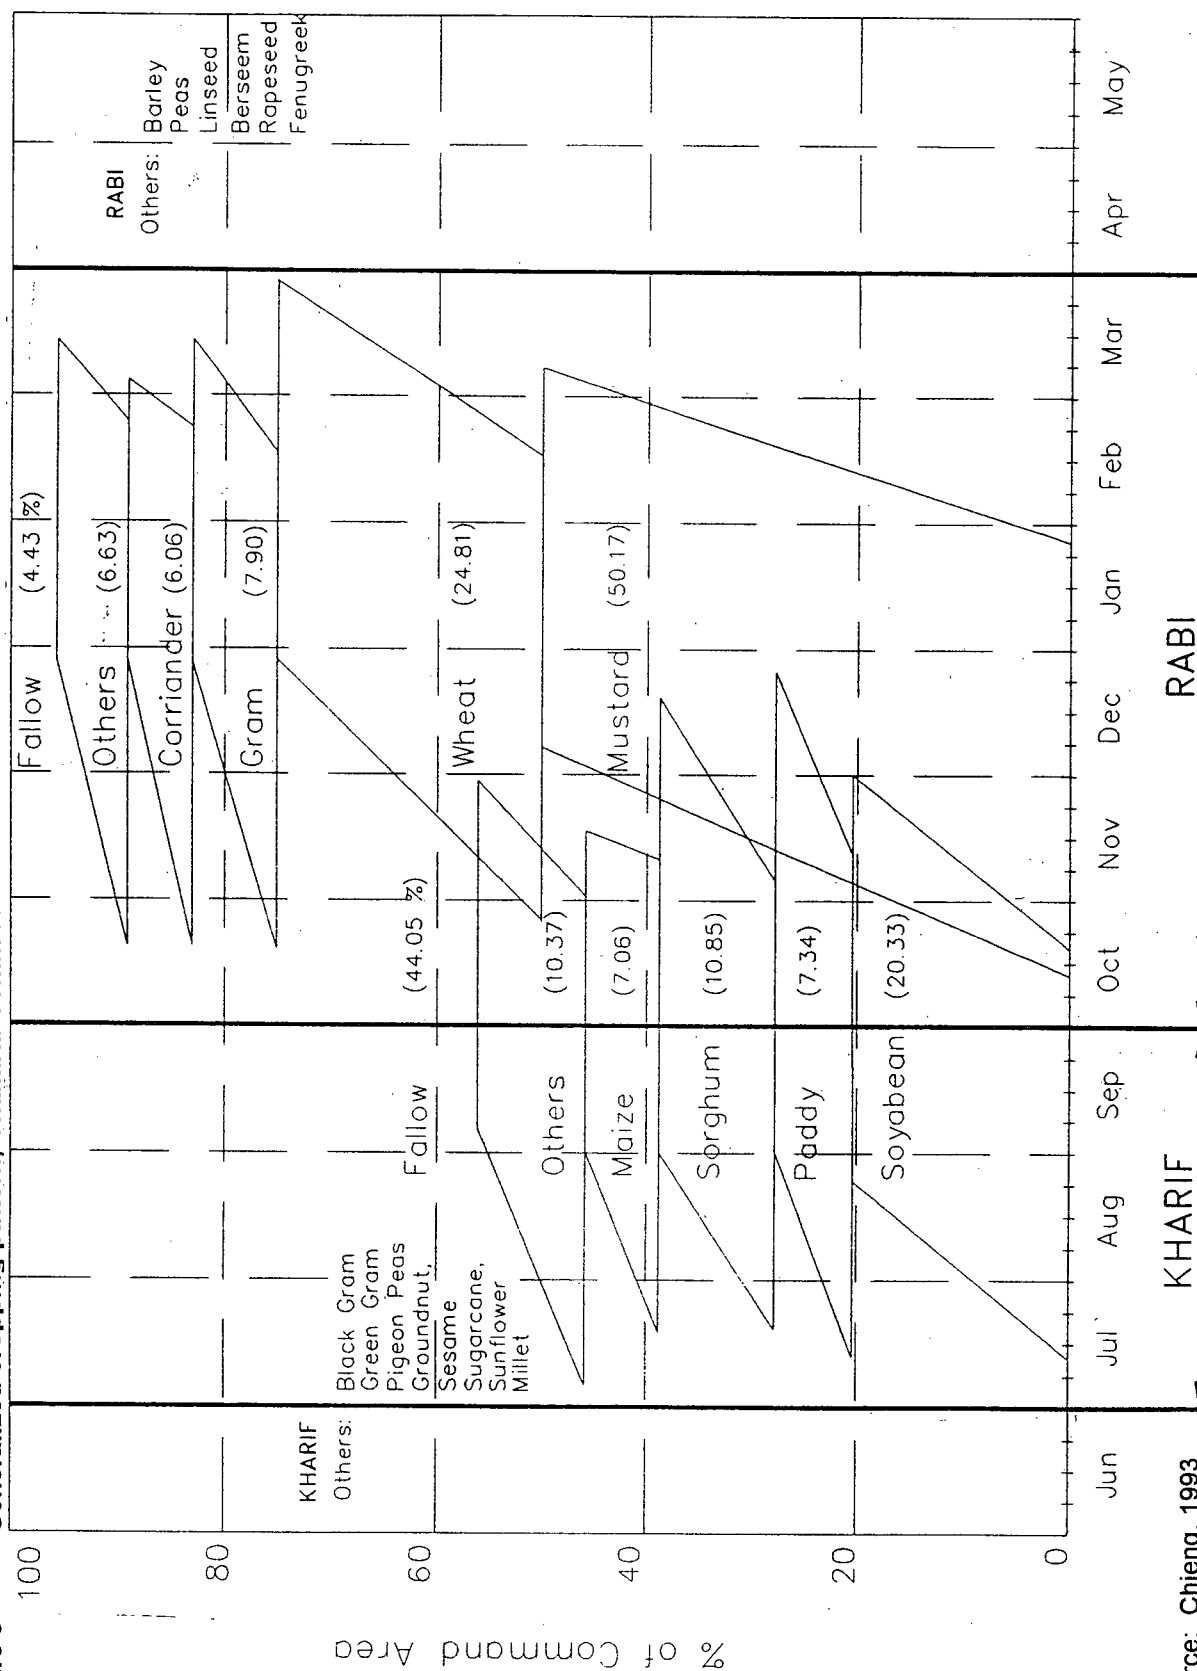 100
80
60
40
20
0
% of Command Area
KHARIF
Others:
Black Gram
Green Gram
Pigeon Peas
Groundnut,
Sesame
Sugarcane,
Sunflower
Millet
RABI
Others:
Barley
Peas
Linseed
Berseem
Rapeseed
Fenugreek
Fallow (4.43 %)
Others (6.63)
Corriander (6.06)
Gram (7.90)
Wheat (24.81)
Mustard (50.17)
Fallow (44.05 %)
Others (10.37)
Maize (7.06)
Sorghum (10.85)
Paddy (7.34)
Soyabean (20.33)
Jun Jul Aug Sep Oct Nov Dec Jan Feb Mar Apr May
KHARIF RABI
Chieng, 1993